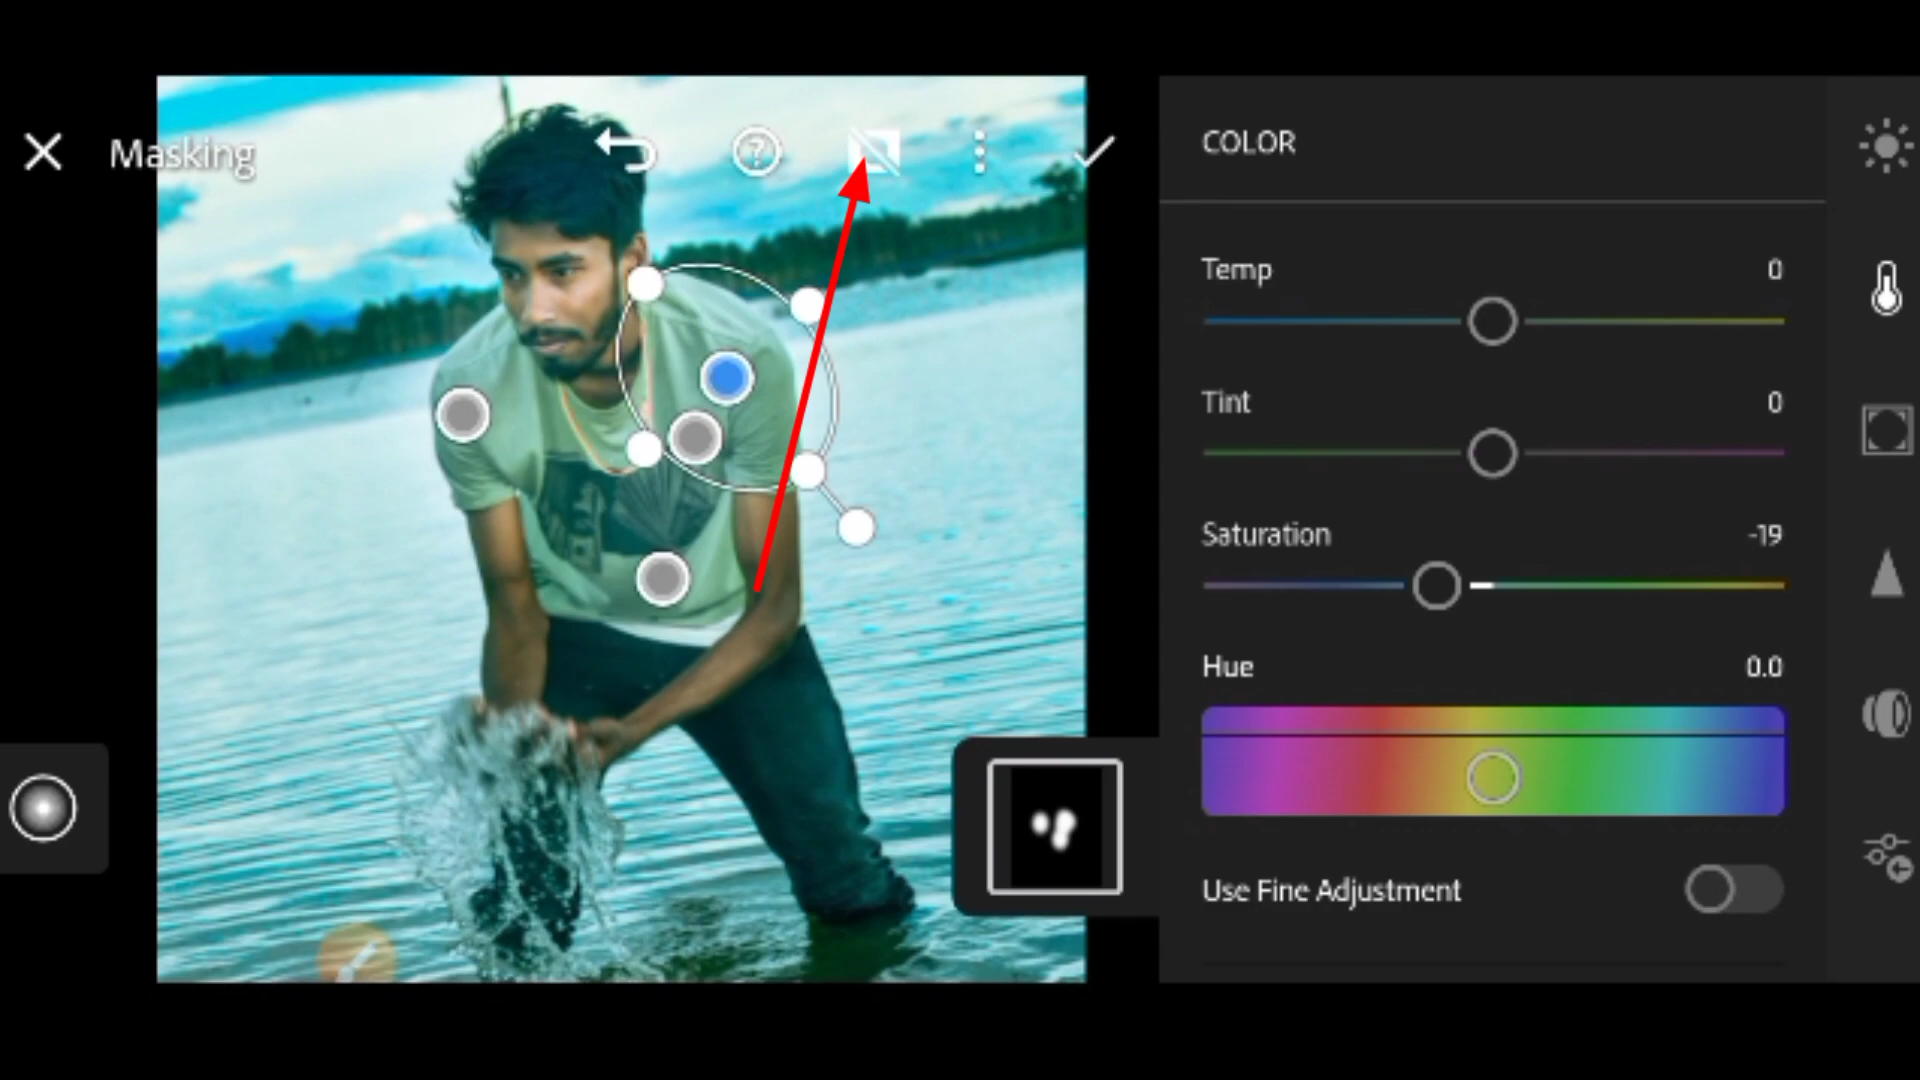 Masking
?
COLOR
Temp 0
Tint 0
Saturation -19
Hue 0.0
Use Fine Adjustment